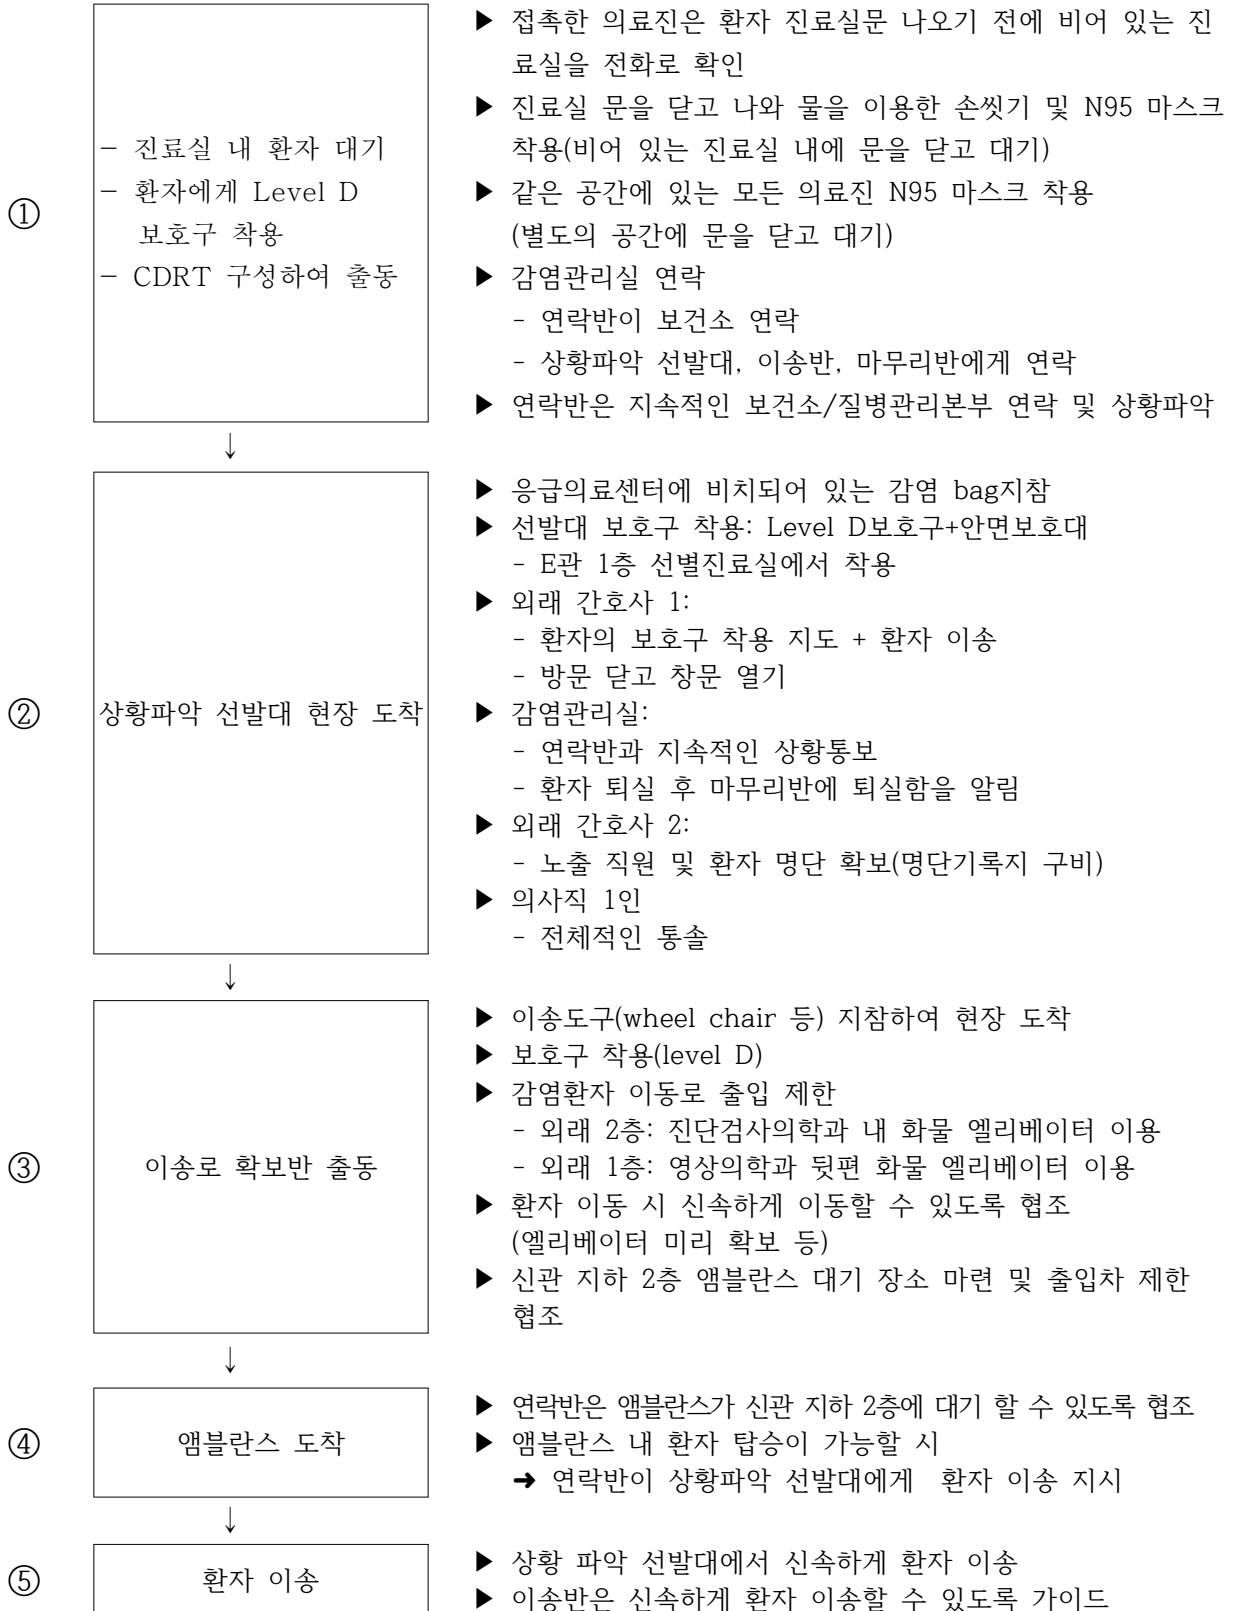 ①
- 진료실 내 환자 대기
- 환자에게 Level D
보호구 착용
- CDRT 구성하여 출동
▶ 접촉한 의료진은 환자 진료실문 나오기 전에 비어 있는 진
료실을 전화로 확인
▶ 진료실 문을 닫고 나와 물을 이용한 손씻기 및 N95 마스크
착용(비어 있는 진료실 내에 문을 닫고 대기)
▶ 같은 공간에 있는 모든 의료진 N95 마스크 착용
(별도의 공간에 문을 닫고 대기)
▶ 감염관리실 연락
- 연락반이 보건소 연락
- 상황파악 선발대, 이송반, 마무리반에게 연락
▶ 연락반은 지속적인 보건소/질병관리본부 연락 및 상황파악
↓
②
상황파악 선발대 현장 도착
▶ 응급의료센터에 비치되어 있는 감염 bag지참
▶ 선발대 보호구 착용: Level D보호구+안면보호대
- E관 1층 선별진료실에서 착용
▶ 외래 간호사 1:
- 환자의 보호구 착용 지도 + 환자 이송
- 방문 닫고 창문 열기
▶ 감염관리실:
- 연락반과 지속적인 상황통보
- 환자 퇴실 후 마무리반에 퇴실함을 알림
▶ 외래 간호사 2:
- 노출 직원 및 환자 명단 확보(명단기록지 구비)
▶ 의사직 1인
- 전체적인 통솔
↓
③
이송로 확보반 출동
▶ 이송도구(wheel chair 등) 지참하여 현장 도착
▶ 보호구 착용(level D)
▶ 감염환자 이동로 출입 제한
- 외래 2층: 진단검사의학과 내 화물 엘리베이터 이용
- 외래 1층: 영상의학과 뒷편 화물 엘리베이터 이용
▶ 환자 이동 시 신속하게 이동할 수 있도록 협조
(엘리베이터 미리 확보 등)
▶ 신관 지하 2층 앰블란스 대기 장소 마련 및 출입차 제한
협조
↓
④
앰블란스 도착
▶ 연락반은 앰블란스가 신관 지하 2층에 대기 할 수 있도록 협조
▶ 앰블란스 내 환자 탑승이 가능할 시
➜ 연락반이 상황파악 선발대에게 환자 이송 지시
↓
⑤
환자 이송
▶ 상황 파악 선발대에서 신속하게 환자 이송
▶ 이송반은 신속하게 환자 이송할 수 있도록 가이드